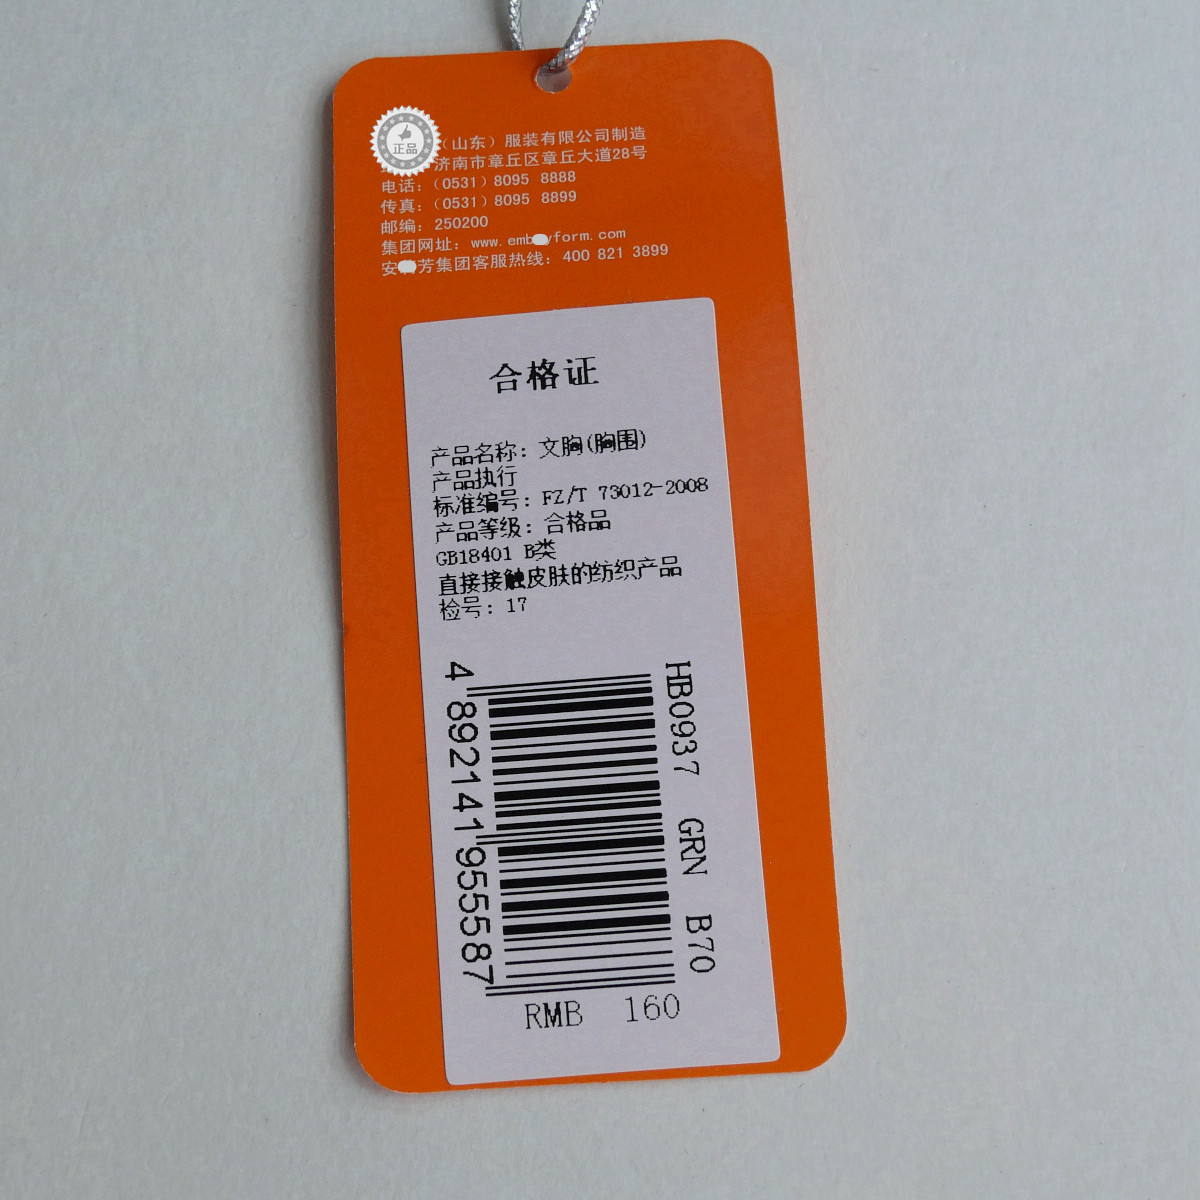 正品
（山东）服装有限公司制造
济南市章丘区章丘大道28号
电话：（0531）8095 8888
传真：（0531）8095 8899
邮编：250200
集团网址：www.emb yform.com
安 芳集团客服热线：400 821 3899
合格证
产品名称：文胸(胸围)
产品执行
标准编号：FZ/T 73012-2008
产品等级：合格品
GB18401 B类
直接接触皮肤的纺织产品
检号：17
HB0937 GRN B70
4 892141 955587
RMB 160